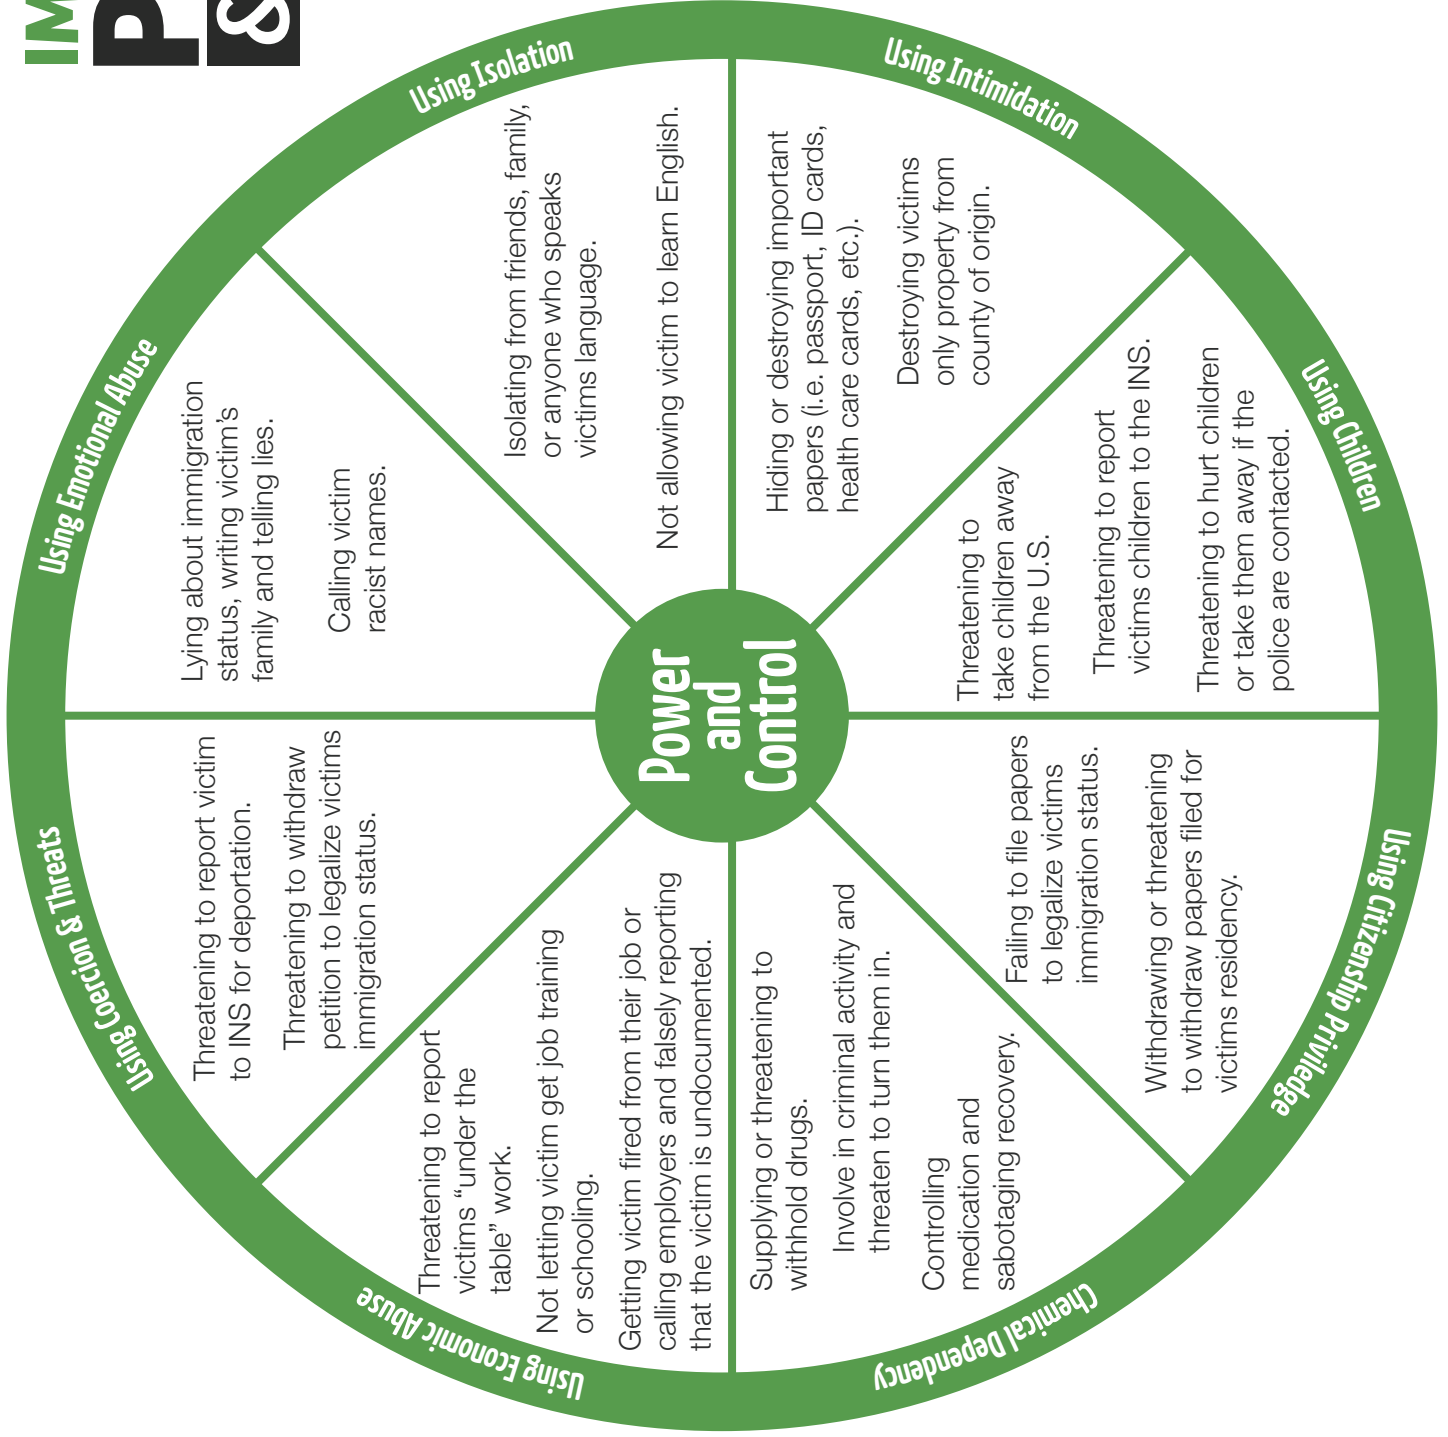 IM
P
&
Using Coercion & Threats
Threatening to report victim
to INS for deportation.
Threatening to withdraw
petition to legalize victims
immigration status.
Using Emotional Abuse
Lying about immigration
status, writing victim's
family and telling lies.
Calling victim
racist names.
Using Isolation
Isolating from friends, family,
or anyone who speaks
victims language.
Not allowing victim to learn English.
Using Intimidation
Hiding or destroying important
papers (i.e. passport, ID cards,
health care cards, etc.).
Destroying victims
only property from
county of origin.
Using Children
Threatening to
take children away
from the U.S.
Threatening to report
victims children to the INS.
Threatening to hurt children
or take them away if the
police are contacted.
Using Citizenship Priviledge
Failing to file papers
to legalize victims
immigration status.
Withdrawing or threatening
to withdraw papers filed for
victims residency.
Chemical Dependency
Supplying or threatening to
withhold drugs.
Involve in criminal activity and
threaten to turn them in.
Controlling
medication and
sabotaging recovery.
Using Economic Abuse
Threatening to report
victims “under the
table” work.
Not letting victim get job training
or schooling.
Getting victim fired from their job or
calling employers and falsely reporting
that the victim is undocumented.
Power
and
Control